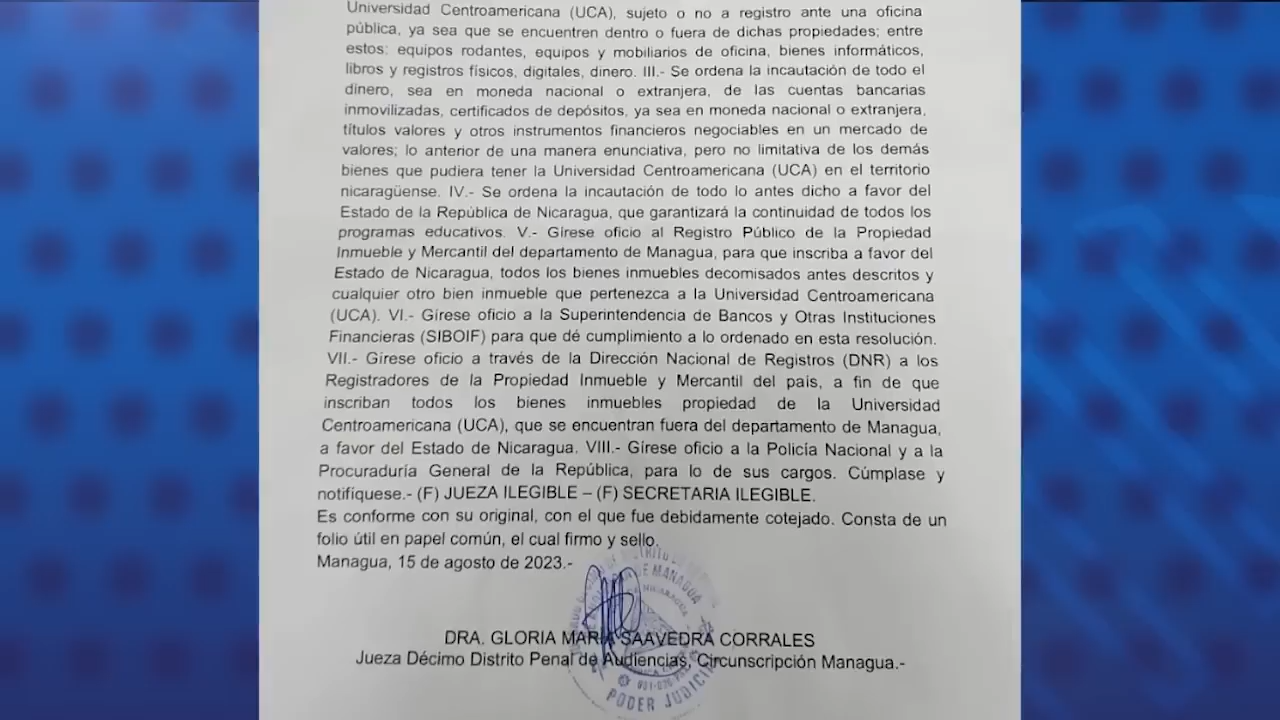 Universidad Centroamericana (UCA), sujeto o no a registro ante una oficina
pública, ya sea que se encuentren dentro o fuera de dichas propiedades; entre
estos: equipos rodantes, equipos y mobiliarios de oficina, bienes informáticos,
libros y registros físicos, digitales, dinero. III.- Se ordena la incautación de todo el
dinero, sea en moneda nacional o extranjera, de las cuentas bancarias
inmovilizadas, certificados de depósitos, ya sea en moneda nacional o extranjera,
títulos valores y otros instrumentos financieros negociables en un mercado de
valores; lo anterior de una manera enunciativa, pero no limitativa de los demás
bienes que pudiera tener la Universidad Centroamericana (UCA) en el territorio
nicaragüense. IV.- Se ordena la incautación de todo lo antes dicho a favor del
Estado de la República de Nicaragua, que garantizará la continuidad de todos los
programas educativos. V.- Gírese oficio al Registro Público de la Propiedad
Inmueble y Mercantil del departamento de Managua, para que inscriba a favor del
Estado de Nicaragua, todos los bienes inmuebles decomisados antes descritos y
cualquier otro bien inmueble que pertenezca a la Universidad Centroamericana
(UCA). VI.- Gírese oficio a la Superintendencia de Bancos y Otras Instituciones
Financieras (SIBOIF) para que dé cumplimiento a lo ordenado en esta resolución.
VII.- Gírese oficio a través de la Dirección Nacional de Registros (DNR) a los
Registradores de la Propiedad Inmueble y Mercantil del país, a fin de que
inscriban todos los bienes inmuebles propiedad de la Universidad
Centroamericana (UCA), que se encuentran fuera del departamento de Managua,
a favor del Estado de Nicaragua. VIII.- Gírese oficio a la Policía Nacional y a la
Procuraduría General de la República, para lo de sus cargos. Cúmplase y
notifíquese.- (F) JUEZA ILEGIBLE – (F) SECRETARIA ILEGIBLE.
Es conforme con su original, con el que fue debidamente cotejado. Consta de un
folio útil en papel común, el cual firmo y sello.
Managua, 15 de agosto de 2023.-
DRA. GLORIA MARÍA SAAVEDRA CORRALES
Jueza Décimo Distrito Penal de Audiencias, Circunscripción Managua.-
DE MANAGUA
PODER JUDICIAL